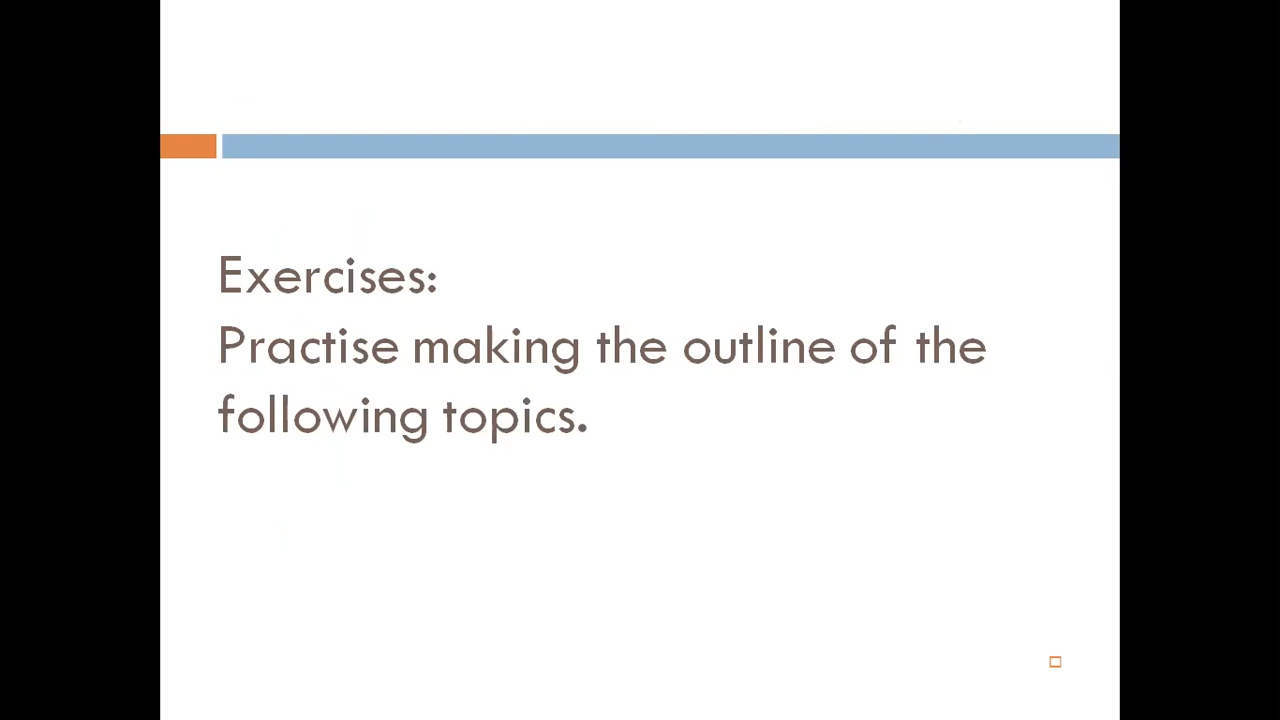 Exercises:
Practise making the outline of the
following topics.